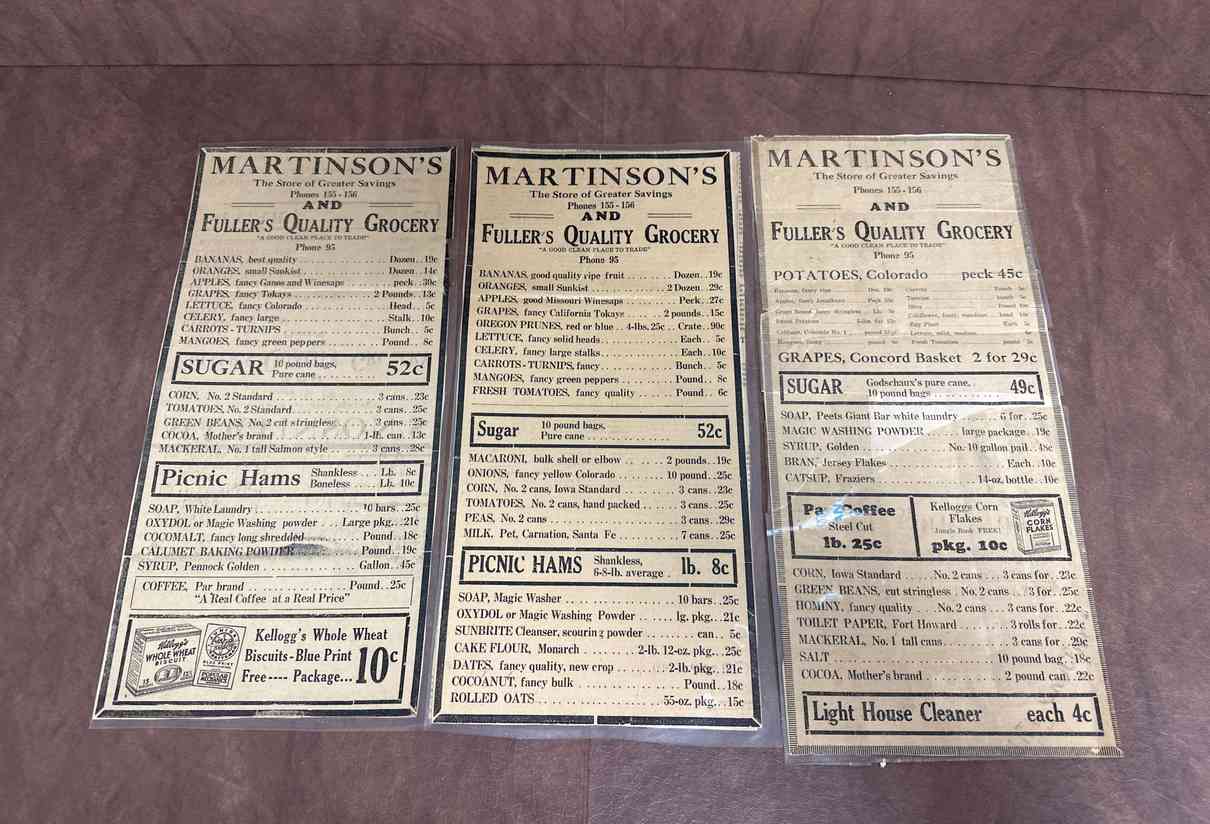 MARTINSON'S
The Store of Greater Savings
Phones 155 - 156
AND
FULLER'S QUALITY GROCERY
"A GOOD CLEAN PLACE TO TRADE"
Phone 95
BANANAS, best quality Dozen 19c
ORANGES, small Sunkist Dozen 14c
APPLES, fancy Ganos and Winesaps peck 30c
GRAPES, fancy Tokays 2 Pounds 13c
LETTUCE, fancy Colorado Head 5c
CELERY, fancy large Stalk 10c
CARROTS - TURNIPS Bunch 5c
MANGOES, fancy green peppers Pound 8c
SUGAR 10 pound bags, Pure cane 52c
CORN, No. 2 Standard 3 cans 23c
TOMATOES, No. 2 Standard 3 cans 25c
GREEN BEANS, No. 2 cut stringless 3 cans 25c
COCOA, Mother's brand 1-lb. can 13c
MACKERAL, No. 1 tall Salmon style 3 cans 28c
Picnic Hams Shankless Lb. 8c
Boneless Lb. 10c
SOAP, White Laundry 10 bars 25c
OXYDOL or Magic Washing powder Large pkg. 21c
COCOMALT, fancy long shredded Pound 18c
CALUMET BAKING POWDER Pound 19c
SYRUP, Pennock Golden Gallon 45c
COFFEE, Par brand Pound 25c
"A Real Coffee at a Real Price"
Kellogg's
WHOLE WHEAT
BISCUIT
Kellogg's Whole Wheat
Biscuits - Blue Print
Free ---- Package... 10c
MARTINSON'S
The Store of Greater Savings
Phones 155 - 156
AND
FULLER'S QUALITY GROCERY
"A GOOD CLEAN PLACE TO TRADE"
Phone 95
BANANAS, good quality ripe fruit Dozen 19c
ORANGES, small Sunkist 2 Dozen 29c
APPLES, good Missouri Winesaps Peck 27c
GRAPES, fancy California Tokays 2 pounds 15c
OREGON PRUNES, red or blue 4-lbs, 25c Crate 90c
LETTUCE, fancy solid heads Each 5c
CELERY, fancy large stalks Each 10c
CARROTS - TURNIPS, fancy Bunch 5c
MANGOES, fancy green peppers Pound 8c
FRESH TOMATOES, fancy quality Pound 6c
Sugar 10 pound bags, Pure cane 52c
MACARONI, bulk shell or elbow 2 pounds 19c
ONIONS, fancy yellow Colorado 10 pound 25c
CORN, No. 2 cans, Iowa Standard 3 cans 23c
TOMATOES, No. 2 cans, hand packed 3 cans 25c
PEAS, No. 2 cans 3 cans 29c
MILK, Pet, Carnation, Santa Fe 7 cans 25c
PICNIC HAMS Shankless, 6-8-lb. average lb. 8c
SOAP, Magic Washer 10 bars 25c
OXYDOL or Magic Washing Powder lg. pkg. 21c
SUNBRITE Cleanser, scouring powder can 5c
CAKE FLOUR, Monarch 2-lb. 12-oz. pkg. 25c
DATES, fancy quality, new crop 2-lb. pkg. 21c
COCOANUT, fancy bulk Pound 18c
ROLLED OATS 55-oz. pkg. 15c
MARTINSON'S
The Store of Greater Savings
Phones 155 - 156
AND
FULLER'S QUALITY GROCERY
"A GOOD CLEAN PLACE TO TRADE"
Phone 95
POTATOES, Colorado peck 45c
GRAPES, Concord Basket 2 for 29c
SUGAR Godschaux's pure cane, 10 pound bags 49c
SOAP, Peets Giant Bar white laundry 6 for 25c
MAGIC WASHING POWDER large package 19c
SYRUP, Golden No. 10 gallon pail 48c
BRAN, Jersey Flakes Each 10c
CATSUP, Fraziers 14-oz. bottle 10c
Par Coffee
Steel Cut
lb. 25c
Kellogg's Corn
Flakes
Jungle Book FREE!
pkg. 10c
Kellogg's
CORN
FLAKES
CORN, Iowa Standard No. 2 cans 3 cans for 23c
GREEN BEANS, cut stringless No. 2 cans 3 for 25c
HOMINY, fancy quality No. 2 cans 3 cans for 22c
TOILET PAPER, Fort Howard 3 rolls for 22c
MACKERAL, No. 1 tall cans 3 cans for 29c
SALT 10 pound bag 18c
COCOA, Mother's brand 2 pound can 22c
Light House Cleaner each 4c